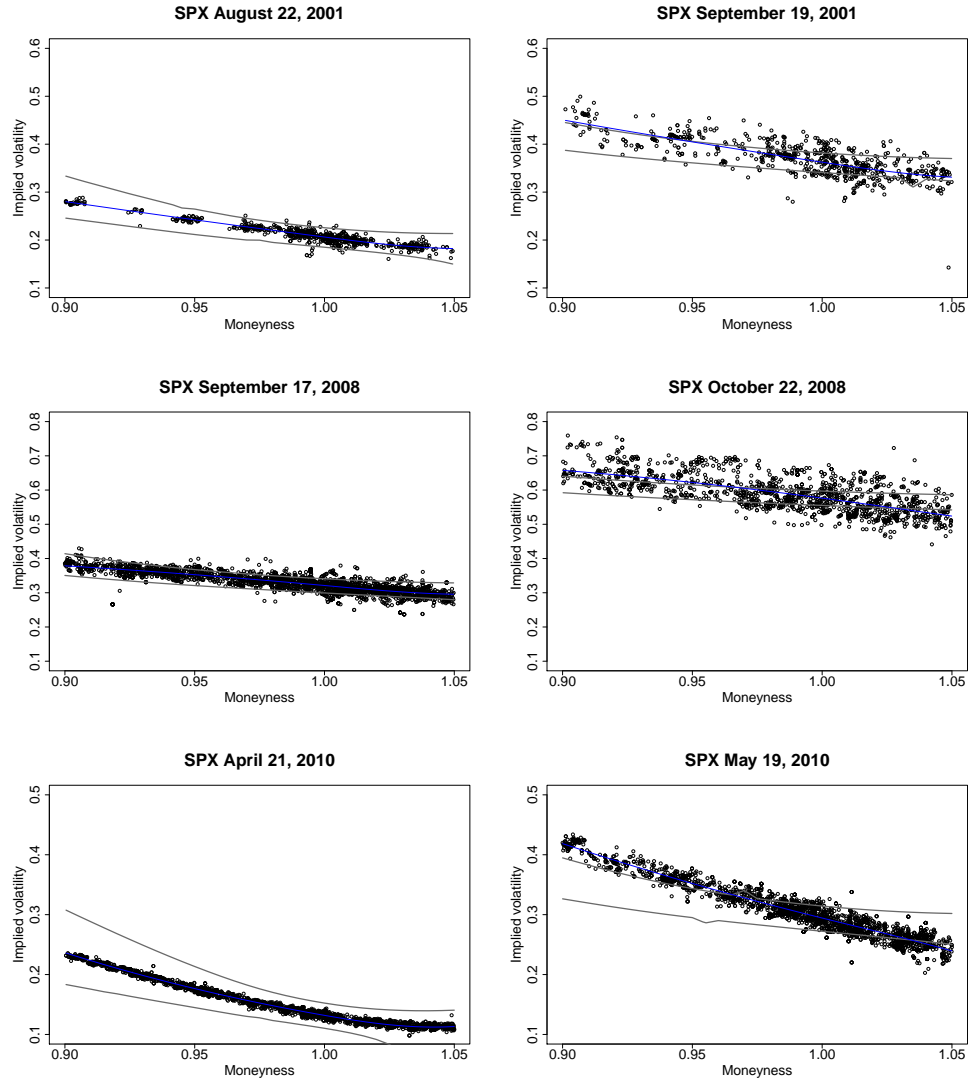 SPX August 22, 2001
Implied volatility
0.1 0.2 0.3 0.4 0.5 0.6
0.90 0.95 1.00 1.05
Moneyness
SPX September 19, 2001
Implied volatility
0.1 0.2 0.3 0.4 0.5 0.6
0.90 0.95 1.00 1.05
Moneyness
SPX September 17, 2008
Implied volatility
0.1 0.2 0.3 0.4 0.5 0.6 0.7 0.8
0.90 0.95 1.00 1.05
Moneyness
SPX October 22, 2008
Implied volatility
0.1 0.2 0.3 0.4 0.5 0.6 0.7 0.8
0.90 0.95 1.00 1.05
Moneyness
SPX April 21, 2010
Implied volatility
0.1 0.2 0.3 0.4 0.5
0.90 0.95 1.00 1.05
Moneyness
SPX May 19, 2010
Implied volatility
0.1 0.2 0.3 0.4 0.5
0.90 0.95 1.00 1.05
Moneyness